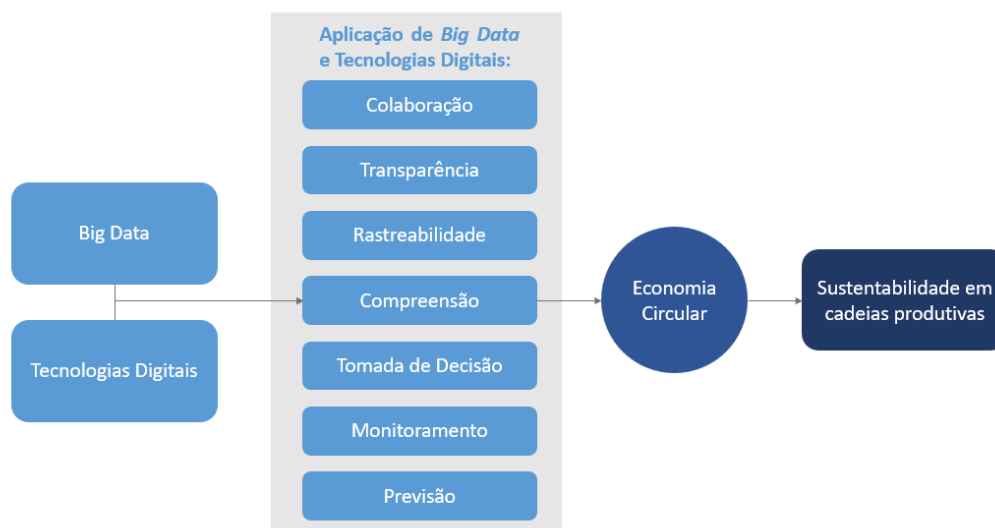 Aplicação de Big Data
e Tecnologias Digitais:
Colaboração
Transparência
Rastreabilidade
Compreensão
Tomada de Decisão
Monitoramento
Previsão
Big Data
Tecnologias Digitais
Economia
Circular
Sustentabilidade em
cadeias produtivas